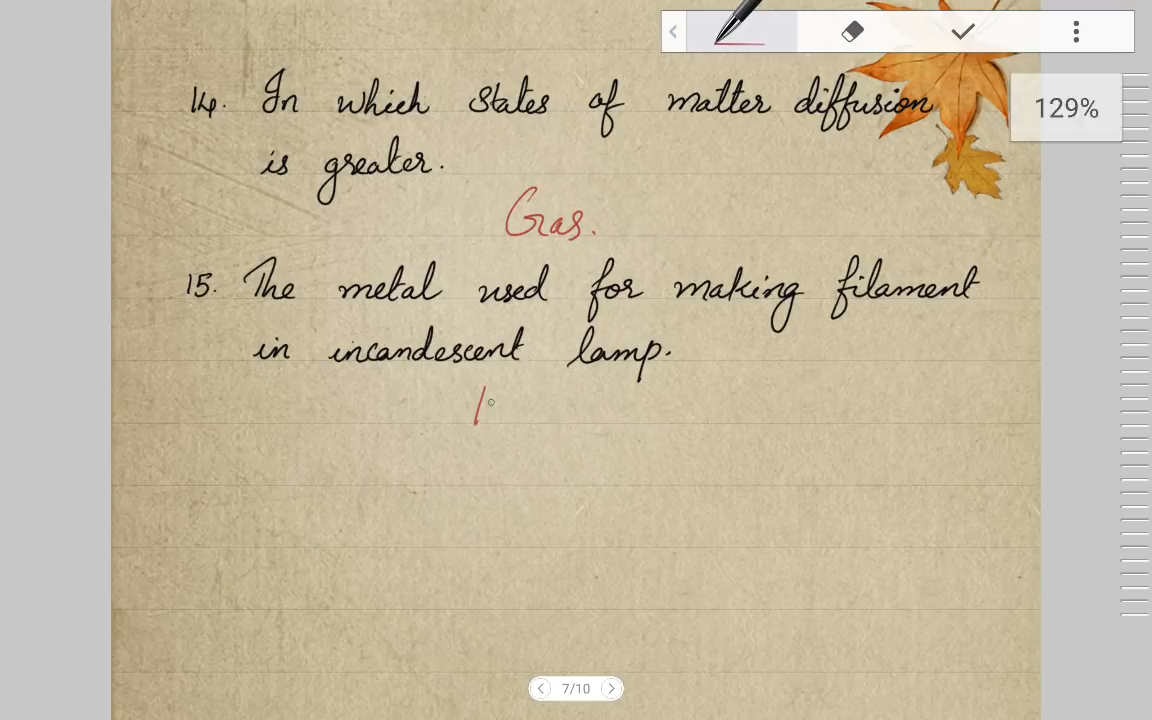 129%
14. In which states of matter diffusion
is greater.
Gas.
15. The metal used for making filament
in incandescent lamp.
7/10